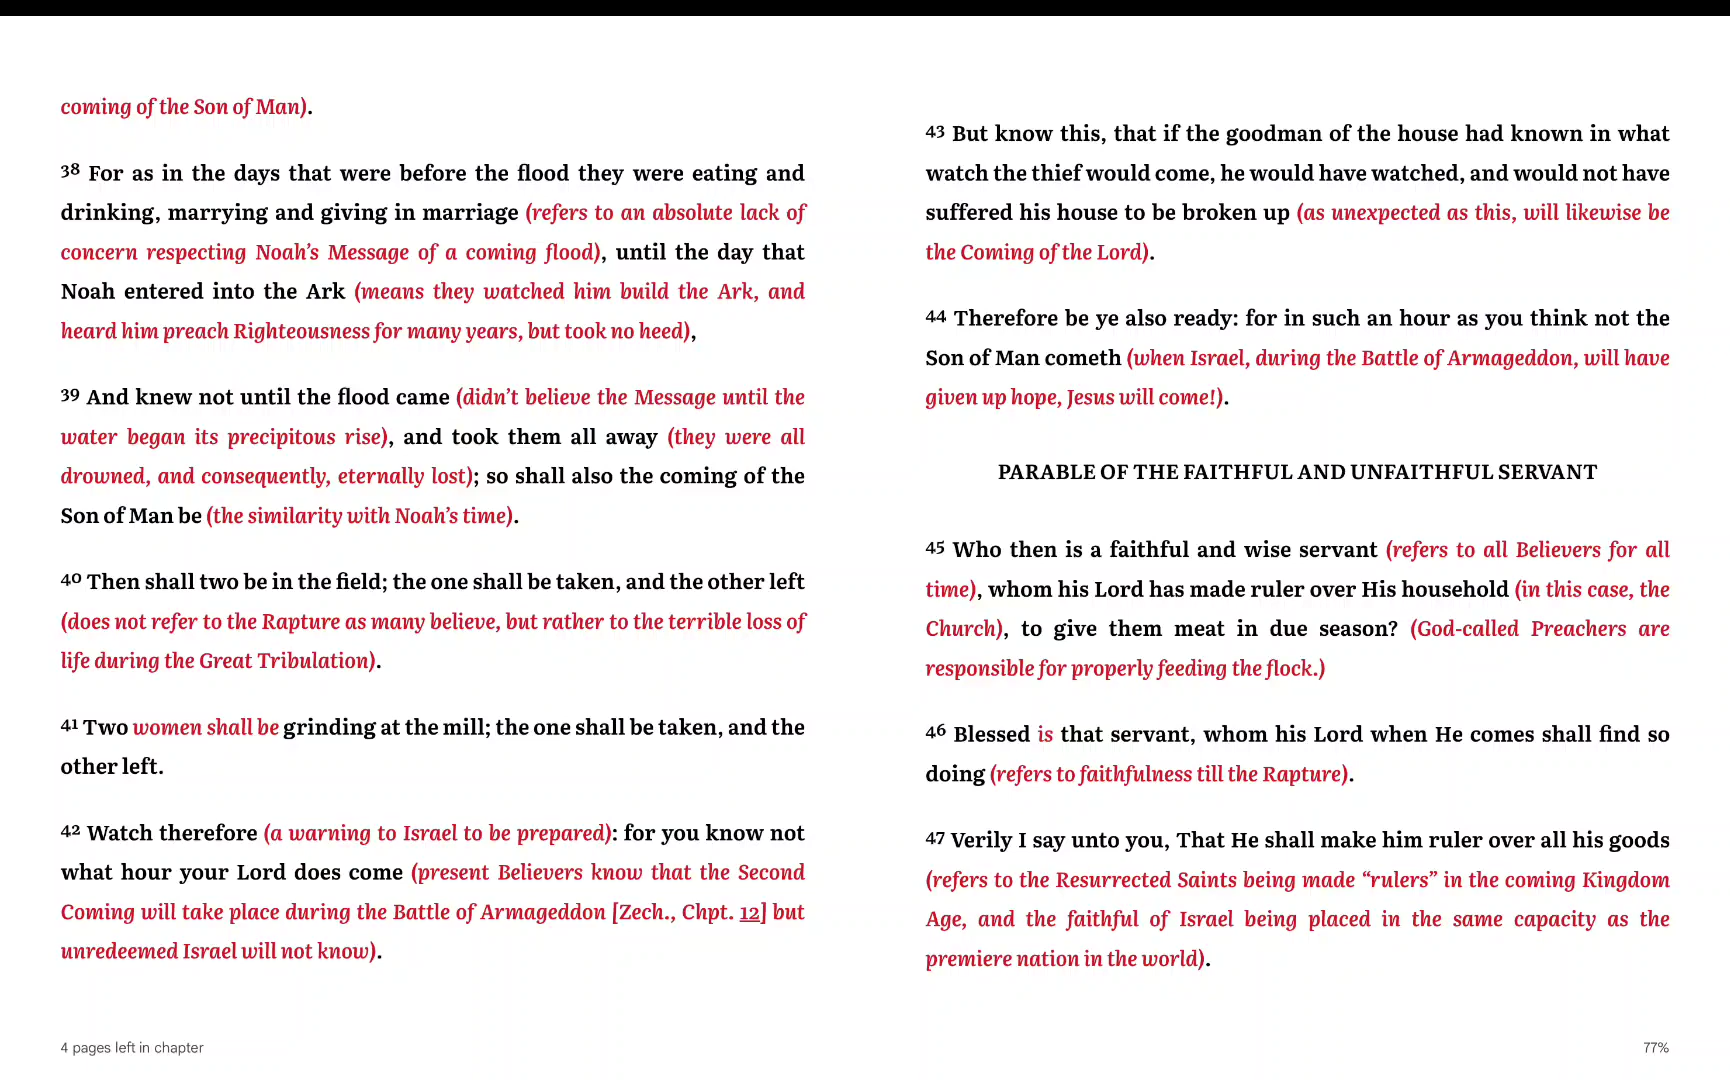 coming of the Son of Man).
38 For as in the days that were before the flood they were eating and
drinking, marrying and giving in marriage (refers to an absolute lack of
concern respecting Noah’s Message of a coming flood), until the day that
Noah entered into the Ark (means they watched him build the Ark, and
heard him preach Righteousness for many years, but took no heed),
39 And knew not until the flood came (didn’t believe the Message until the
water began its precipitous rise), and took them all away (they were all
drowned, and consequently, eternally lost); so shall also the coming of the
Son of Man be (the similarity with Noah’s time).
40 Then shall two be in the field; the one shall be taken, and the other left
(does not refer to the Rapture as many believe, but rather to the terrible loss of
life during the Great Tribulation).
41 Two women shall be grinding at the mill; the one shall be taken, and the
other left.
42 Watch therefore (a warning to Israel to be prepared): for you know not
what hour your Lord does come (present Believers know that the Second
Coming will take place during the Battle of Armageddon [Zech., Chpt. 12] but
unredeemed Israel will not know).
4 pages left in chapter
43 But know this, that if the goodman of the house had known in what
watch the thief would come, he would have watched, and would not have
suffered his house to be broken up (as unexpected as this, will likewise be
the Coming of the Lord).
44 Therefore be ye also ready: for in such an hour as you think not the
Son of Man cometh (when Israel, during the Battle of Armageddon, will have
given up hope, Jesus will come!).
PARABLE OF THE FAITHFUL AND UNFAITHFUL SERVANT
45 Who then is a faithful and wise servant (refers to all Believers for all
time), whom his Lord has made ruler over His household (in this case, the
Church), to give them meat in due season? (God-called Preachers are
responsible for properly feeding the flock.)
46 Blessed is that servant, whom his Lord when He comes shall find so
doing (refers to faithfulness till the Rapture).
47 Verily I say unto you, That He shall make him ruler over all his goods
(refers to the Resurrected Saints being made “rulers” in the coming Kingdom
Age, and the faithful of Israel being placed in the same capacity as the
premiere nation in the world).
77%